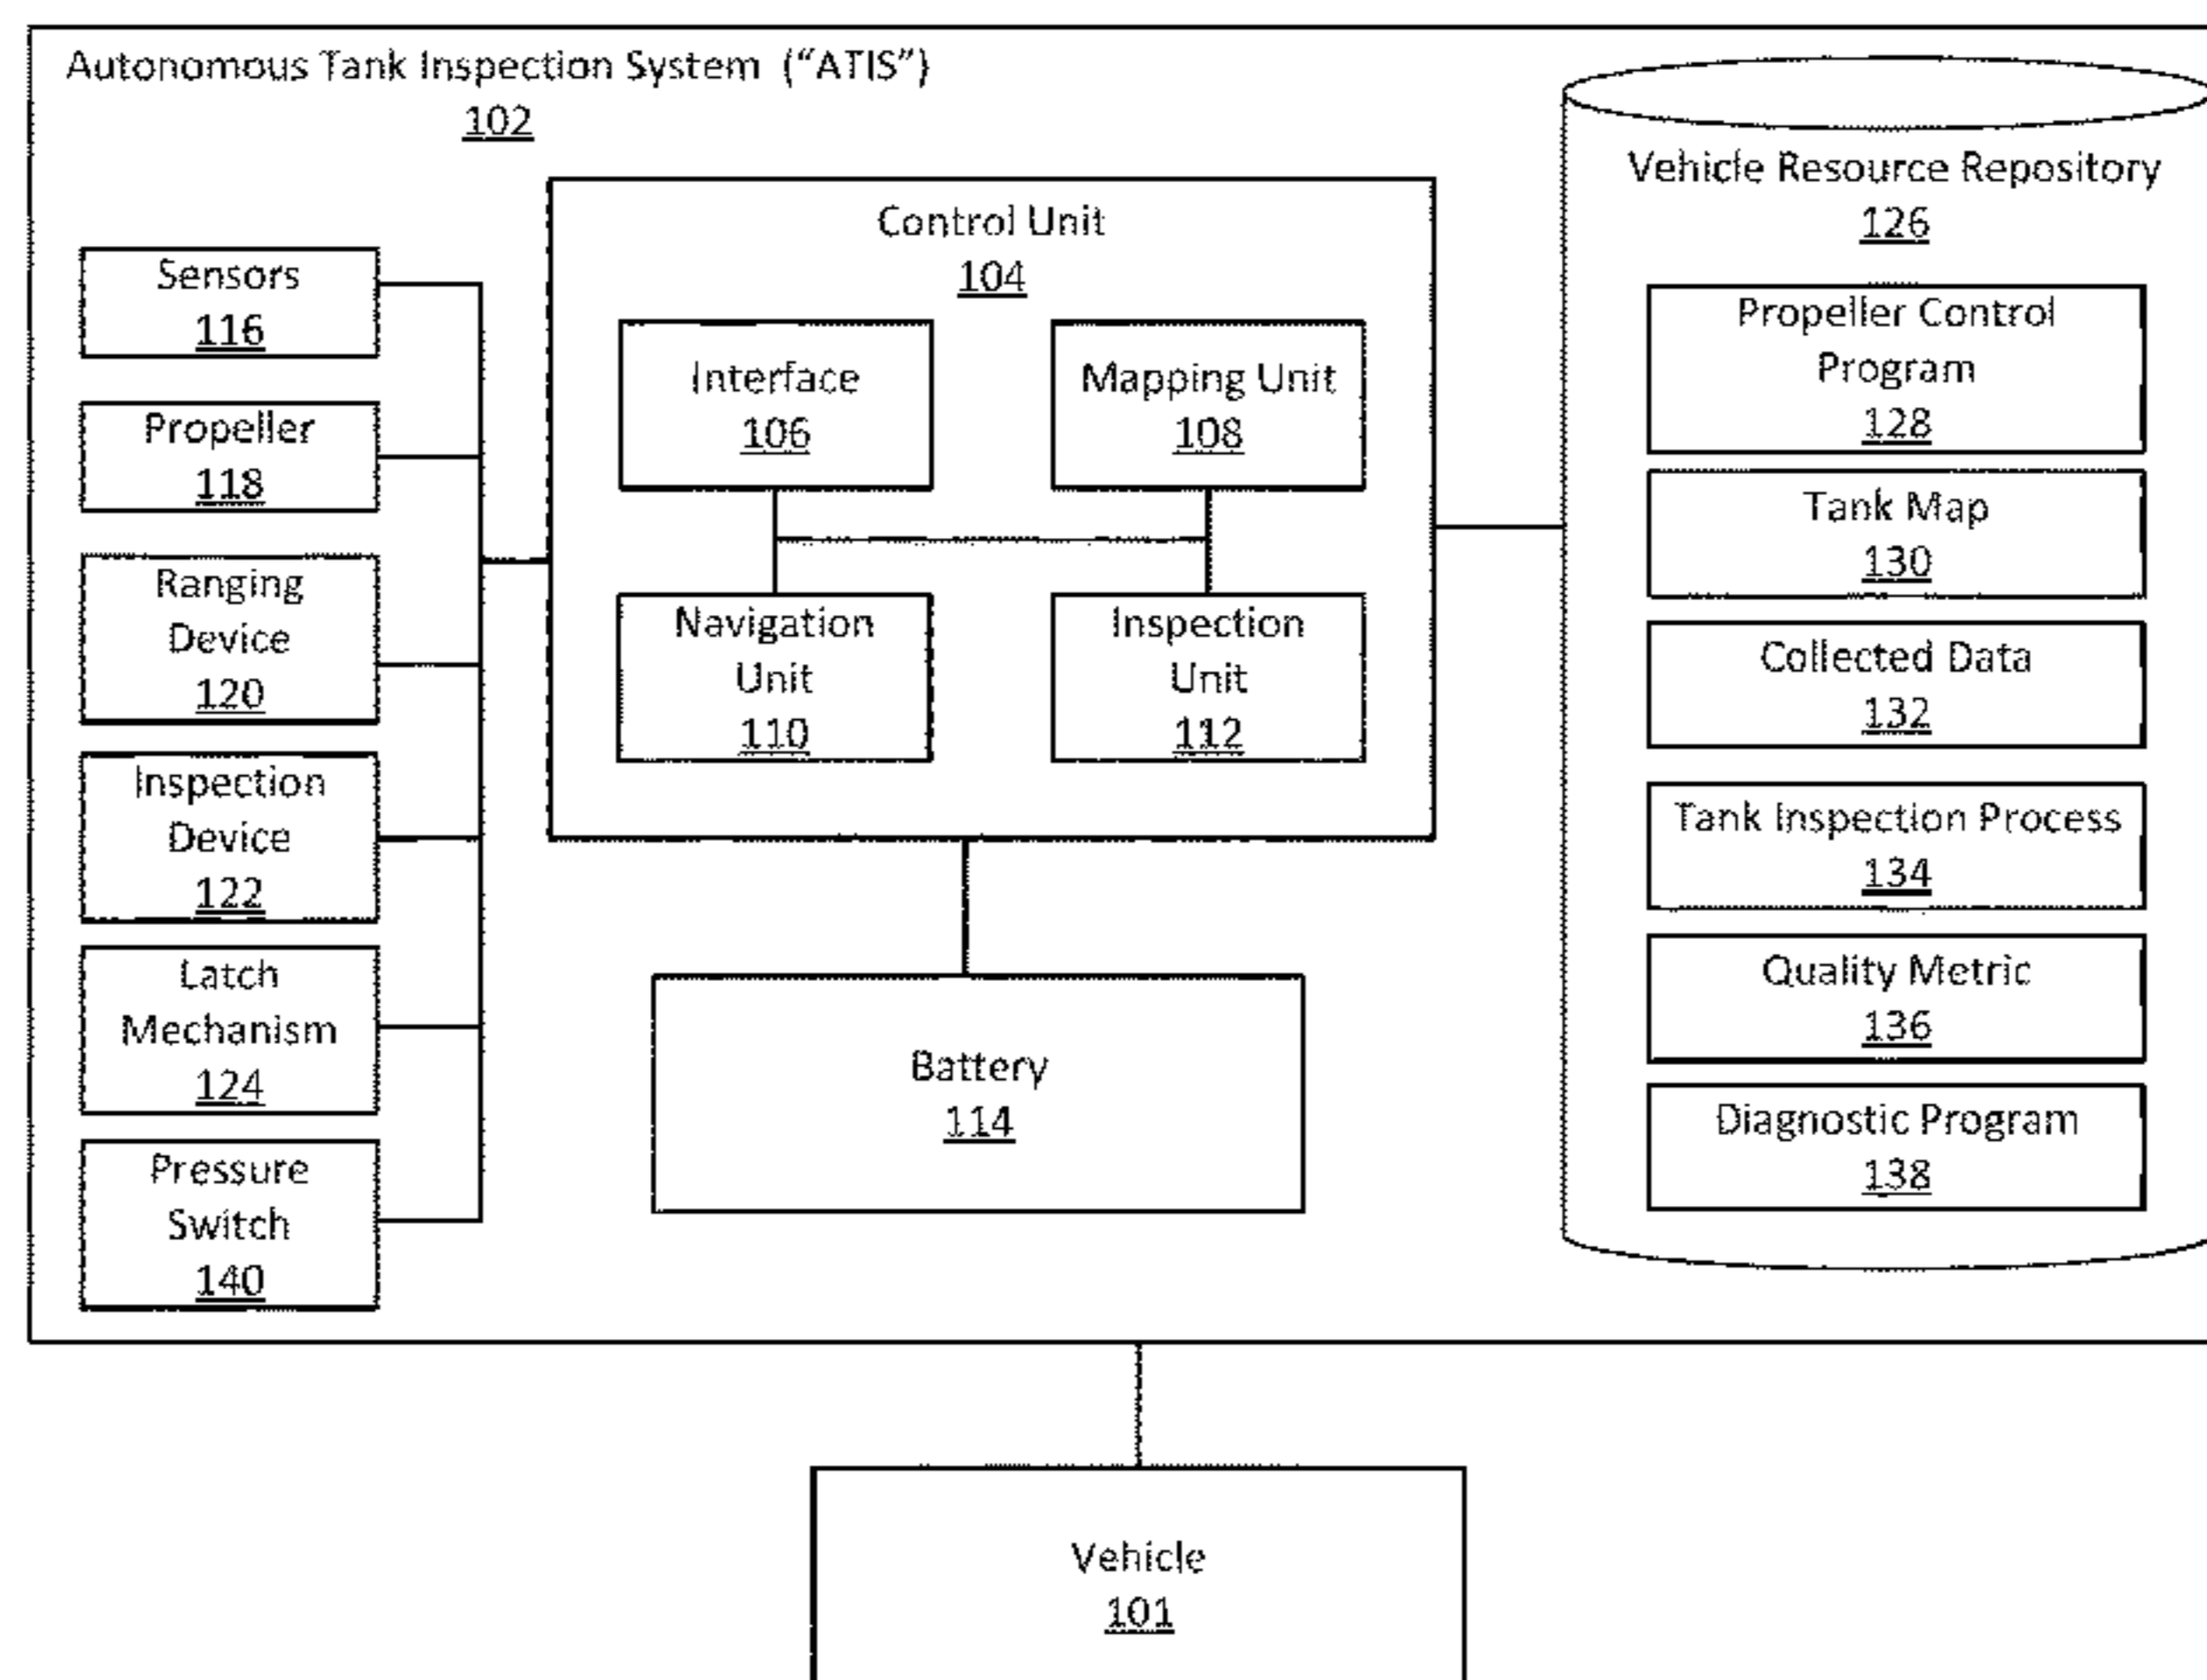 Autonomous Tank Inspection System (“ATIS”)
102
Sensors
116
Propeller
118
Ranging
Device
120
Inspection
Device
122
Latch
Mechanism
124
Pressure
Switch
140
Control Unit
104
Interface
106
Mapping Unit
108
Navigation
Unit
110
Inspection
Unit
112
Battery
114
Vehicle Resource Repository
126
Propeller Control
Program
128
Tank Map
130
Collected Data
132
Tank Inspection Process
134
Quality Metric
136
Diagnostic Program
138
Vehicle
101